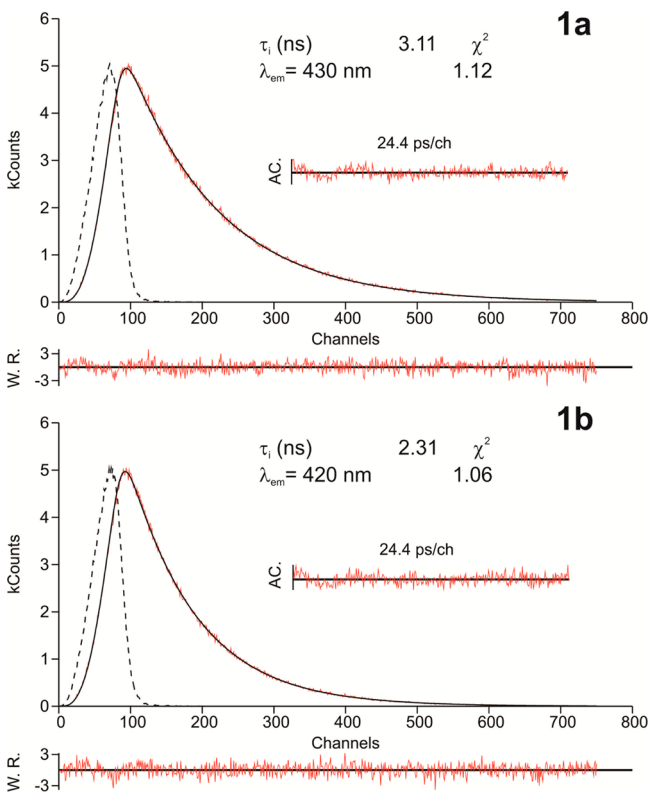 1a
τi (ns) 3.11 χ2
λem= 430 nm 1.12
24.4 ps/ch
AC.
kCounts
6
5
4
3
2
1
0
0 100 200 300 400 500 600 700 800
Channels
W. R.
3
-3
1b
τi (ns) 2.31 χ2
λem= 420 nm 1.06
24.4 ps/ch
AC.
kCounts
6
5
4
3
2
1
0
0 100 200 300 400 500 600 700 800
Channels
W. R.
3
-3